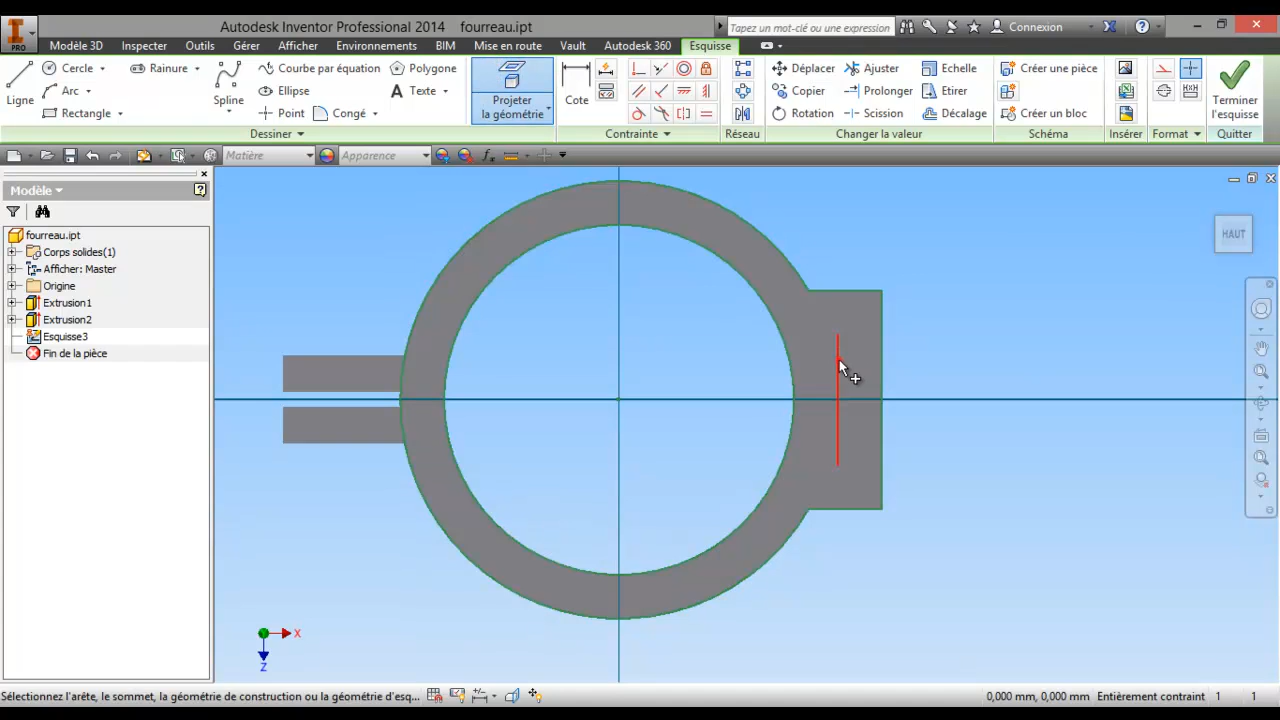 Autodesk Inventor Professional 2014 fourreau.ipt
Tapez un mot-clé ou une expression
Connexion
PRO
Modèle 3D Inspecter Outils Gérer Afficher Environnements BIM Mise en route Vault Autodesk 360 Esquisse
Ligne
Cercle
Arc
Rectangle
Rainure
Spline
Courbe par équation
Ellipse
Point
Congé
Polygone
Texte
Projeter
la géométrie
Cote
Déplacer
Copier
Rotation
Ajuster
Prolonger
Scission
Echelle
Etirer
Décalage
Créer une pièce
Créer un bloc
Terminer
l'esquisse
Dessiner Contrainte Réseau Changer la valeur Schéma Insérer Format Quitter
Matière Apparence
Modèle
fourreau.ipt
Corps solides(1)
Afficher: Master
Origine
Extrusion1
Extrusion2
Esquisse3
Fin de la pièce
HAUT
X
Z
Sélectionnez l'arête, le sommet, la géométrie de construction ou la géométrie d'esq...
0,000 mm, 0,000 mm Entièrement contraint 1 1